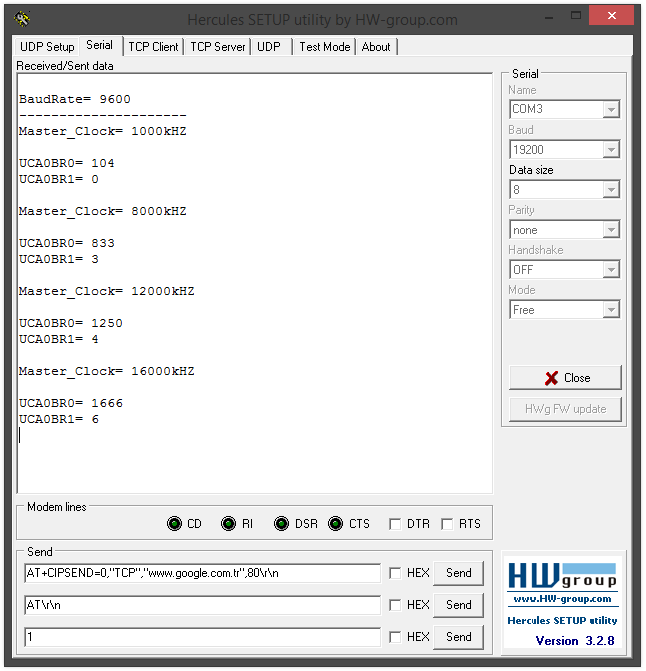 Hercules SETUP utility by HW-group.com
UDP Setup Serial TCP Client TCP Server UDP Test Mode About
Received/Sent data
BaudRate= 9600
---------------------
Master_Clock= 1000kHZ
UCA0BR0= 104
UCA0BR1= 0
Master_Clock= 8000kHZ
UCA0BR0= 833
UCA0BR1= 3
Master_Clock= 12000kHZ
UCA0BR0= 1250
UCA0BR1= 4
Master_Clock= 16000kHZ
UCA0BR0= 1666
UCA0BR1= 6
Serial
Name
COM3
Baud
19200
Data size
8
Parity
none
Handshake
OFF
Mode
Free
Close
HWg FW update
Modem lines
CD RI DSR CTS DTR RTS
Send
AT+CIPSEND=0,"TCP","www.google.com.tr",80\r\n HEX Send
AT\r\n HEX Send
1 HEX Send
HW group
www.HW-group.com
Hercules SETUP utility
Version 3.2.8